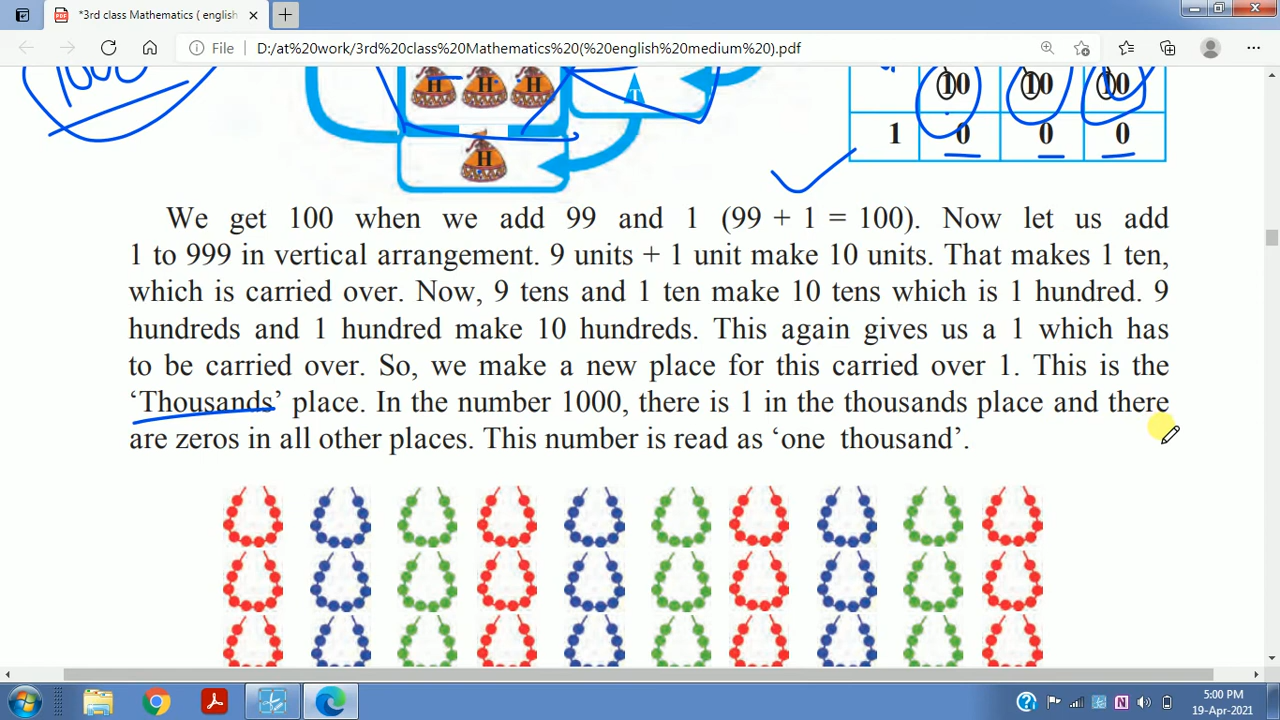 *3rd class Mathematics ( english
File D:/at%20work/3rd%20class%20Mathematics%20(%20english%20medium%20).pdf
1000
H H H
T
10 10 10
H
1 0 0 0
We get 100 when we add 99 and 1 (99 + 1 = 100). Now let us add
1 to 999 in vertical arrangement. 9 units + 1 unit make 10 units. That makes 1 ten,
which is carried over. Now, 9 tens and 1 ten make 10 tens which is 1 hundred. 9
hundreds and 1 hundred make 10 hundreds. This again gives us a 1 which has
to be carried over. So, we make a new place for this carried over 1. This is the
‘Thousands’ place. In the number 1000, there is 1 in the thousands place and there
are zeros in all other places. This number is read as ‘one thousand’.
5:00 PM
19-Apr-2021